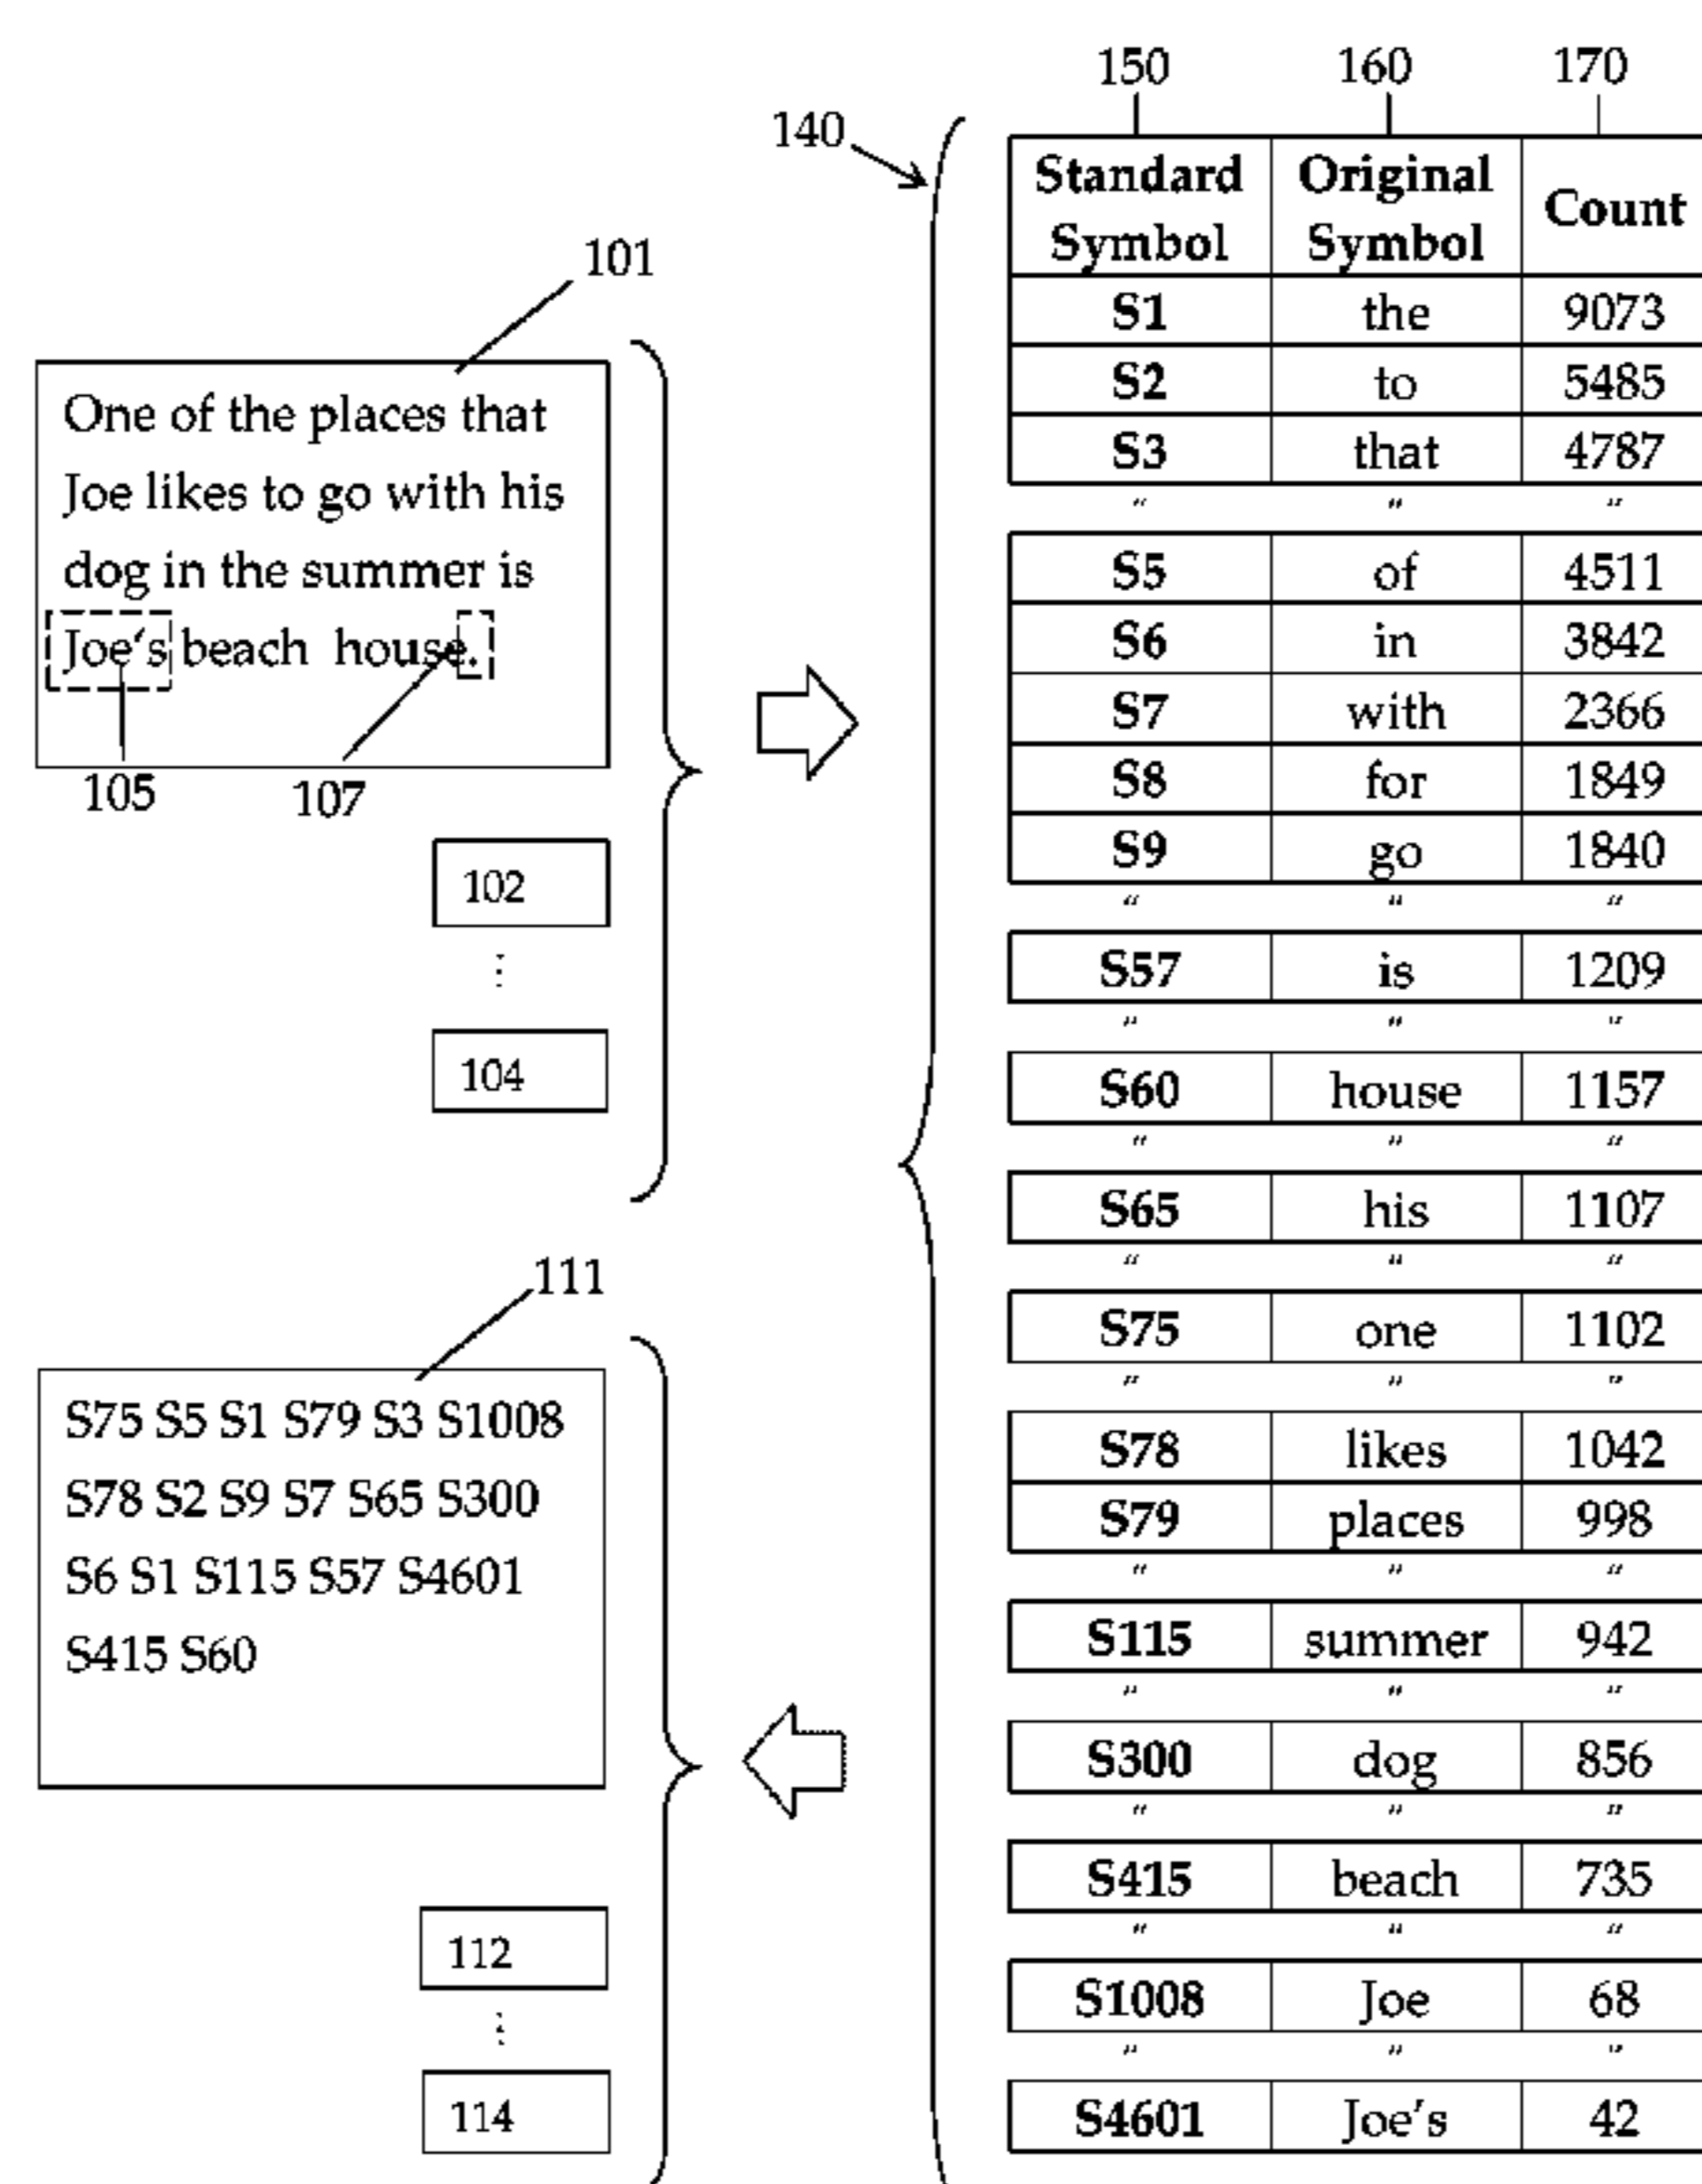 150 160 170
140
Standard Symbol Original Symbol Count
S1 the 9073
S2 to 5485
S3 that 4787
" " "
S5 of 4511
S6 in 3842
S7 with 2366
S8 for 1849
S9 go 1840
" " "
S57 is 1209
" " "
S60 house 1157
" " "
S65 his 1107
" " "
S75 one 1102
" " "
S78 likes 1042
S79 places 998
" " "
S115 summer 942
" " "
S300 dog 856
" " "
S415 beach 735
" " "
S1008 Joe 68
" " "
S4601 Joe's 42
101
One of the places that
Joe likes to go with his
dog in the summer is
Joe's beach house.
105 107
102
⋮
104
111
S75 S5 S1 S79 S3 S1008
S78 S2 S9 S7 S65 S300
S6 S1 S115 S57 S4601
S415 S60
112
⋮
114